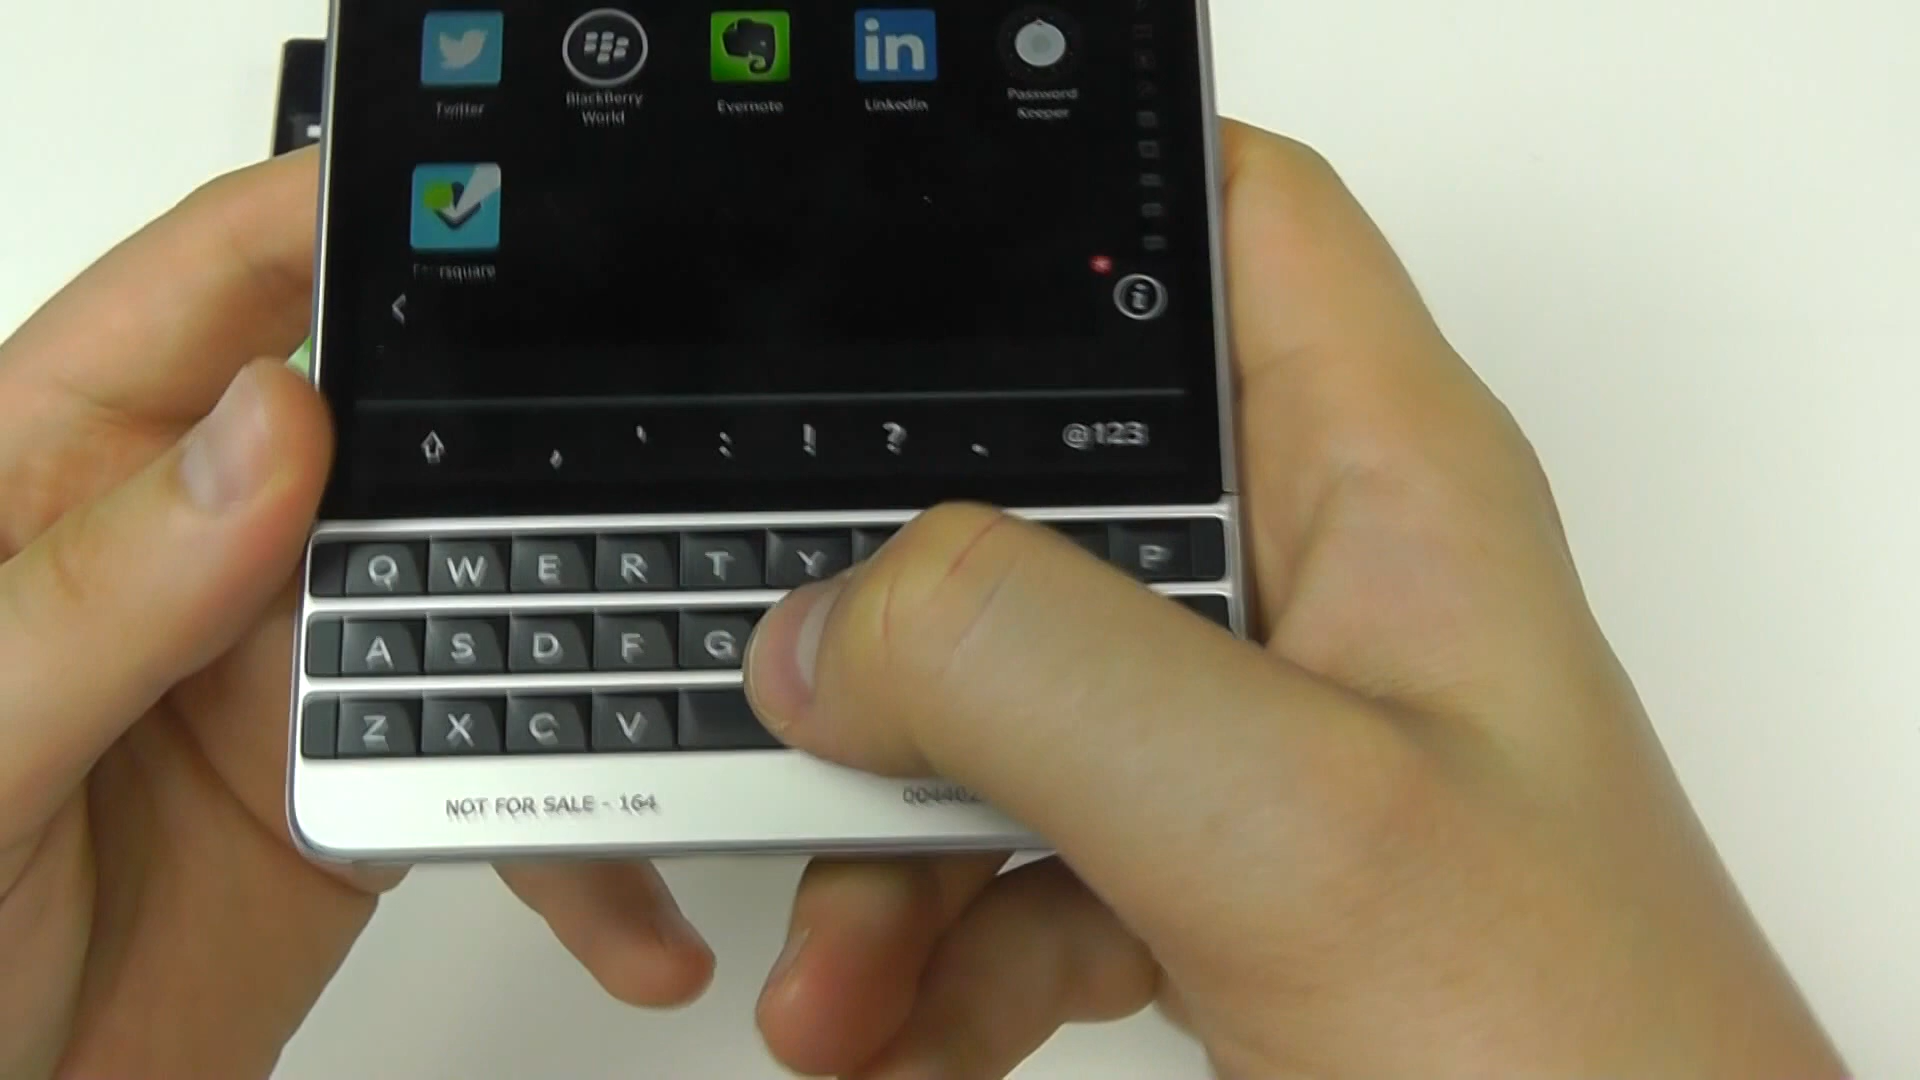 Twitter
BlackBerry World
Evernote
in
LinkedIn
Password Keeper
i
, ' : ! ? . @123
Q W E R T Y P
A S D F G
Z X C V
NOT FOR SALE - 164